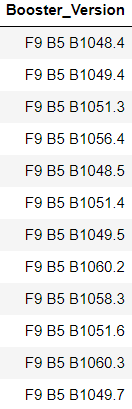 Booster_Version
F9 B5 B1048.4
F9 B5 B1049.4
F9 B5 B1051.3
F9 B5 B1056.4
F9 B5 B1048.5
F9 B5 B1051.4
F9 B5 B1049.5
F9 B5 B1060.2
F9 B5 B1058.3
F9 B5 B1051.6
F9 B5 B1060.3
F9 B5 B1049.7